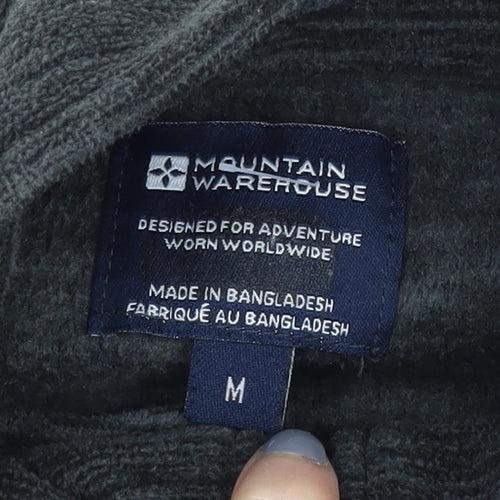 MOUNTAIN
WAREHOUSE
DESIGNED FOR ADVENTURE
WORN WORLDWIDE
MADE IN BANGLADESH
FABRIQUÉ AU BANGLADESH
M